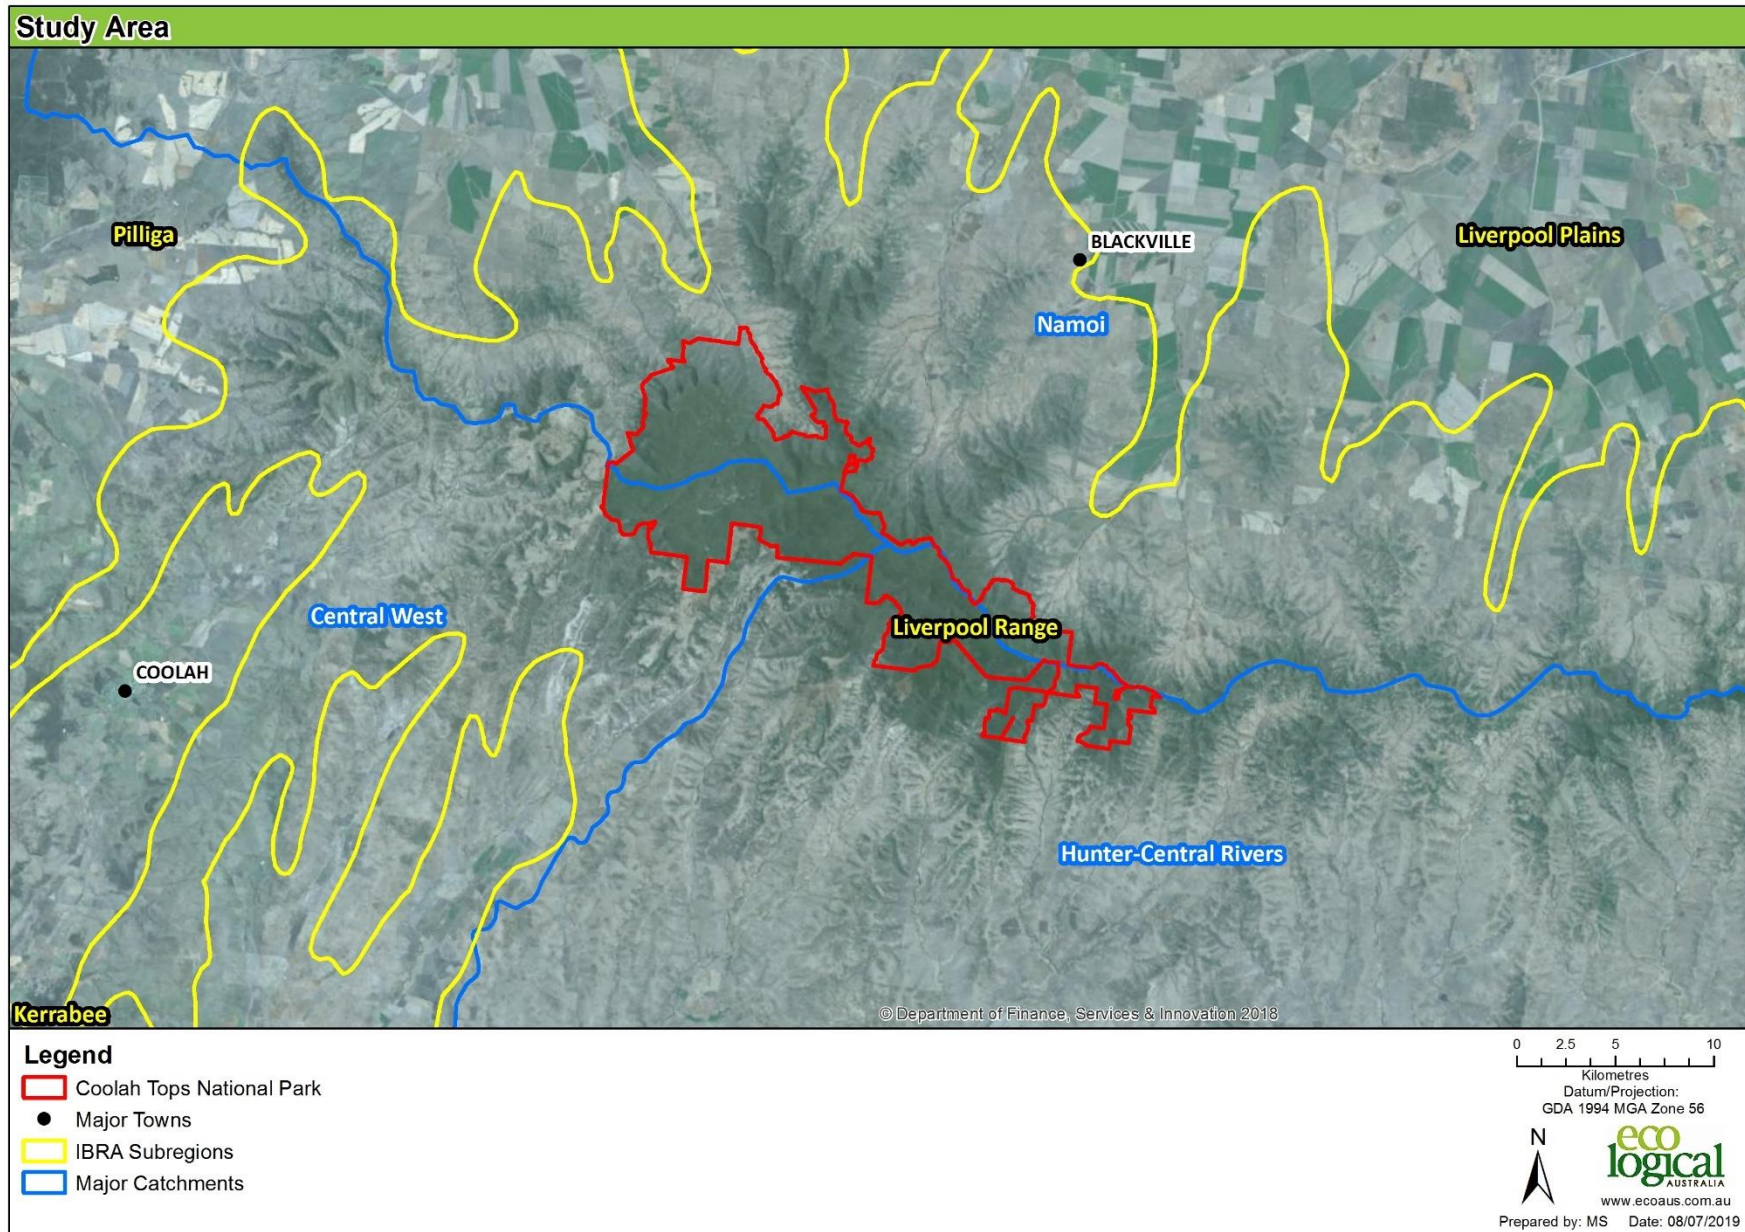 Study Area
Pilliga
BLACKVILLE
Liverpool Plains
Namoi
Central West
Liverpool Range
COOLAH
Hunter-Central Rivers
Kerrabee
© Department of Finance, Services & Innovation 2018
Legend
Coolah Tops National Park
Major Towns
IBRA Subregions
Major Catchments
0 2.5 5 10
Kilometres
Datum/Projection:
GDA 1994 MGA Zone 56
N
eco
logical
AUSTRALIA
www.ecoaus.com.au
Prepared by: MS Date: 08/07/2019